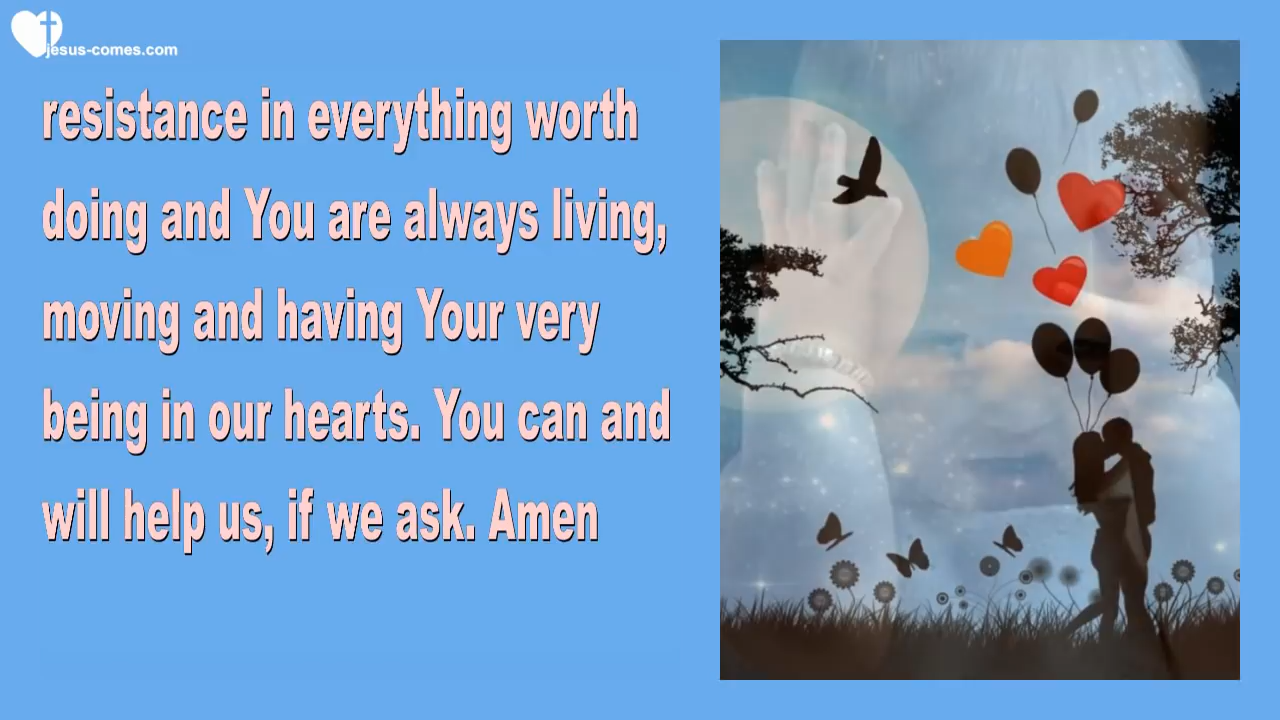 jesus-comes.com
resistance in everything worth
doing and You are always living,
moving and having Your very
being in our hearts. You can and
will help us, if we ask. Amen